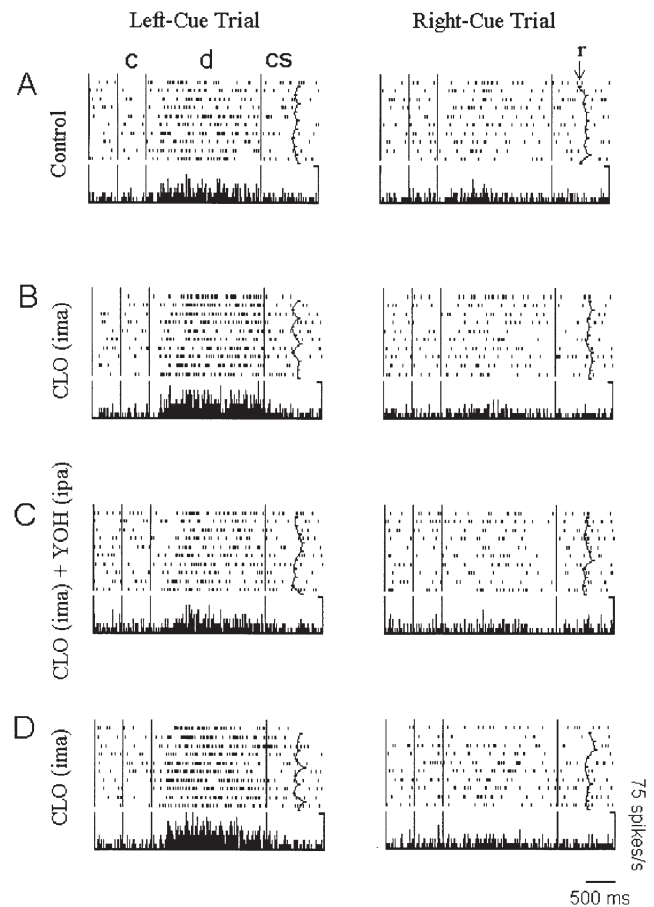 Left-Cue Trial
Right-Cue Trial
c
d
cs
r
A
Control
B
CLO (ima)
C
CLO (ima) + YOH (ipa)
D
CLO (ima)
75 spikes/s
500 ms